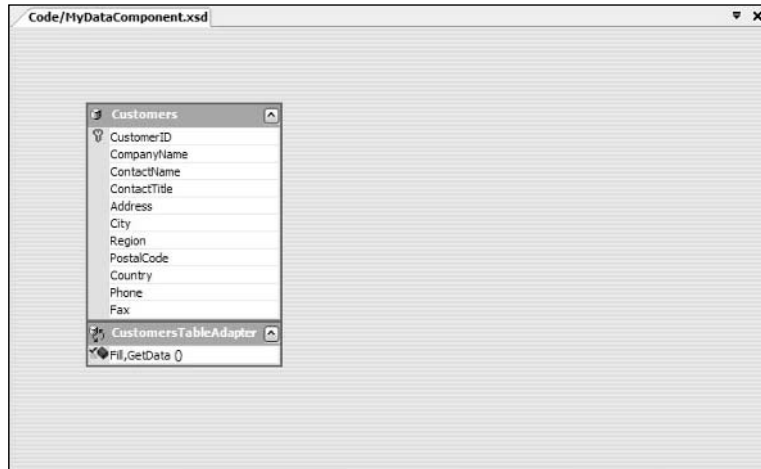 Code/MyDataComponent.xsd
Customers
CustomerID
CompanyName
ContactName
ContactTitle
Address
City
Region
PostalCode
Country
Phone
Fax
CustomersTableAdapter
Fill,GetData ()